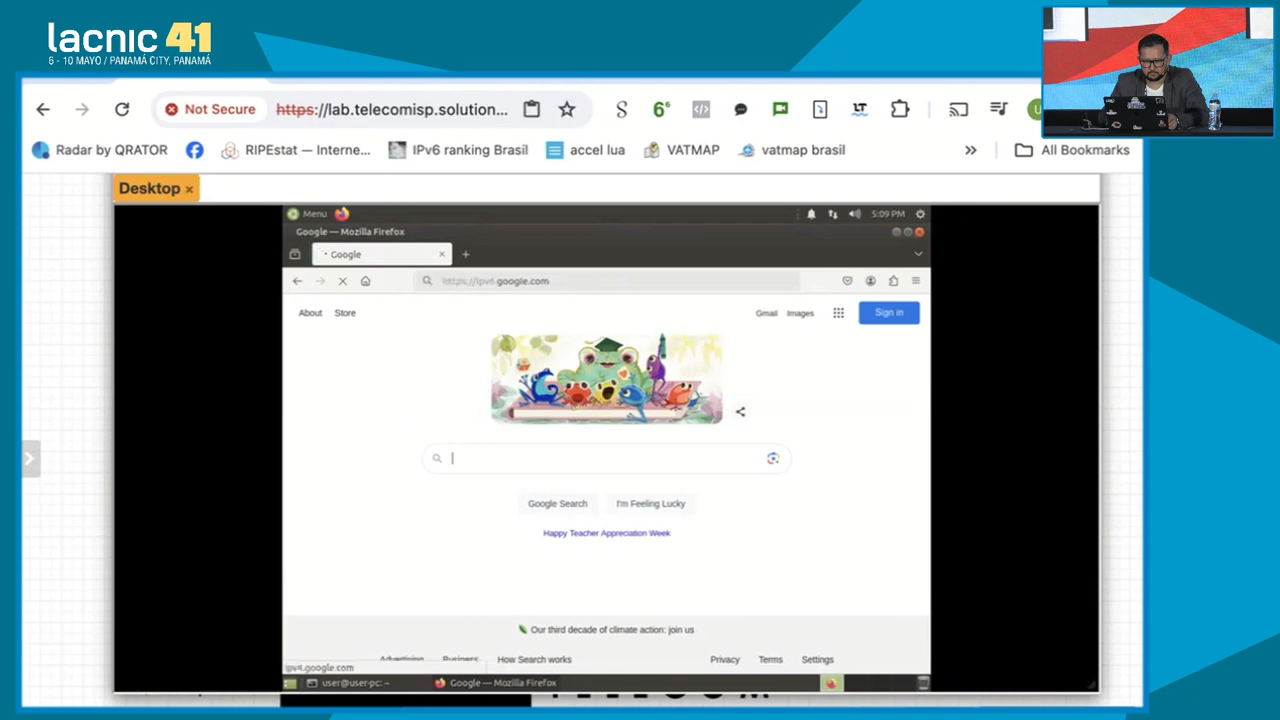 lacnic 41
6 - 10 MAYO / PANAMÁ CITY, PANAMÁ
Not Secure https://lab.telecomisp.solution...
Radar by QRATOR RIPEstat — Interne... IPv6 ranking Brasil accel lua VATMAP vatmap brasil » All Bookmarks
Desktop ×
Menu 5:09 PM
Google — Mozilla Firefox
Google
https://ipv6.google.com
About Store Gmail Images Sign in
Google Search I'm Feeling Lucky
Happy Teacher Appreciation Week
Our third decade of climate action: join us
Advertising Business How Search works Privacy Terms Settings
ipv4.google.com
user@user-pc: ~ Google — Mozilla Firefox